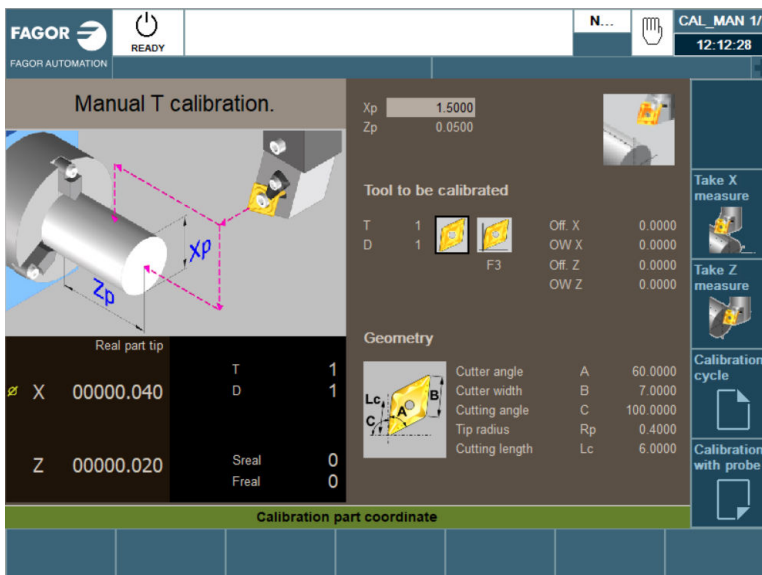 FAGOR
FAGOR AUTOMATION
READY
N...
CAL_MAN 1/
12:12:28
Manual T calibration.
Xp
Zp
Xp 1.5000
Zp 0.0500
Tool to be calibrated
T 1
D 1
F3
Off. X 0.0000
OW X 0.0000
Off. Z 0.0000
OW Z 0.0000
Geometry
Lc
B
C
A
Cutter angle A 60.0000
Cutter width B 7.0000
Cutting angle C 100.0000
Tip radius Rp 0.4000
Cutting length Lc 6.0000
Real part tip
ø X 00000.040
Z 00000.020
T 1
D 1
Sreal 0
Freal 0
Take X
measure
Take Z
measure
Calibration
cycle
Calibration
with probe
Calibration part coordinate